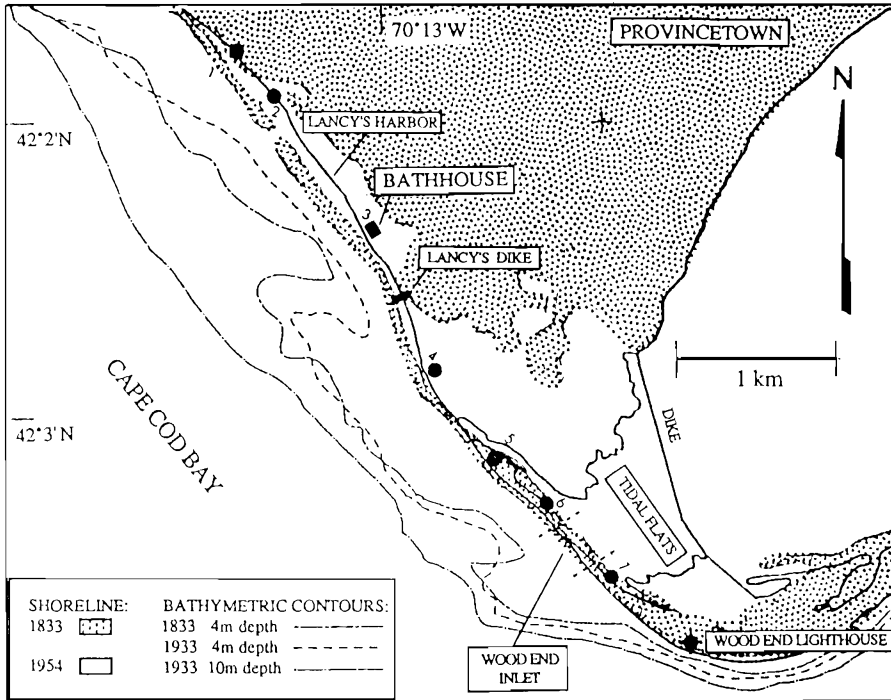 70°13'W
PROVINCETOWN
N
1
2
42°2'N
LANCY'S HARBOR
BATHHOUSE
3
LANCY'S DIKE
4
1 km
CAPE COD BAY
42°3'N
DIKE
5
6
TIDAL FLATS
7
SHORELINE:
1833
1954
BATHYMETRIC CONTOURS:
1833 4m depth
1933 4m depth
1933 10m depth
WOOD END
INLET
WOOD END LIGHTHOUSE